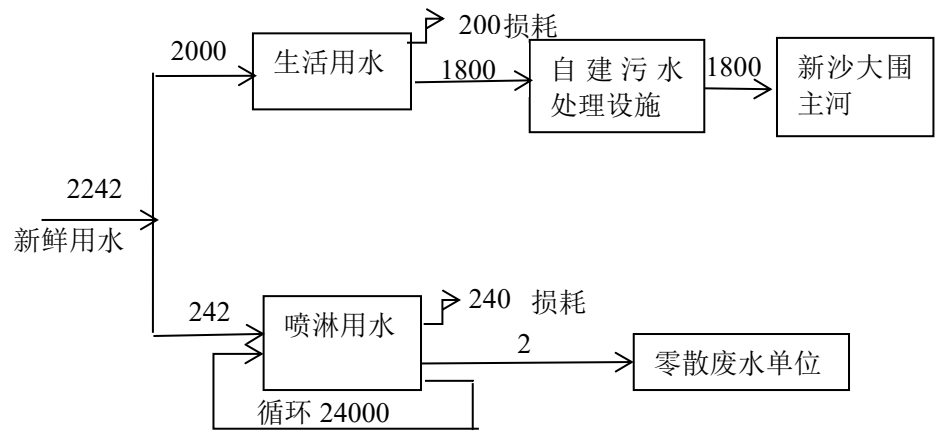 200损耗
2000
生活用水
1800
自建污水
处理设施
1800
新沙大围
主河
2242
新鲜用水
242
喷淋用水
240 损耗
2
零散废水单位
循环 24000